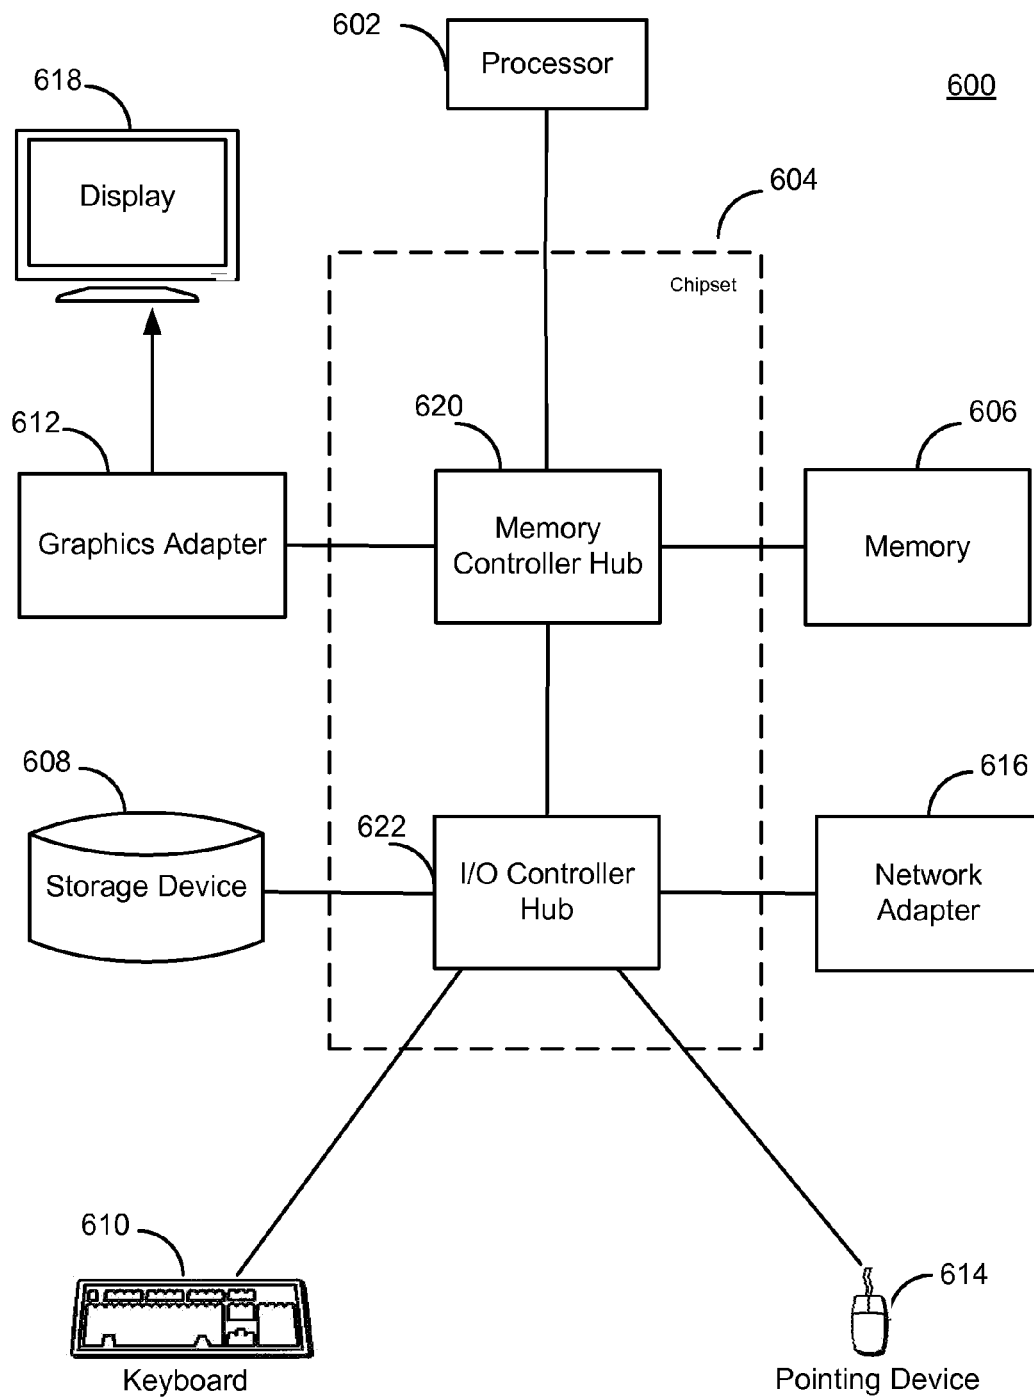 602
Processor
600
618
Display
604
Chipset
612
620
606
Graphics Adapter
Memory
Controller Hub
Memory
608
622
616
Storage Device
I/O Controller
Hub
Network
Adapter
610
614
Keyboard
Pointing Device